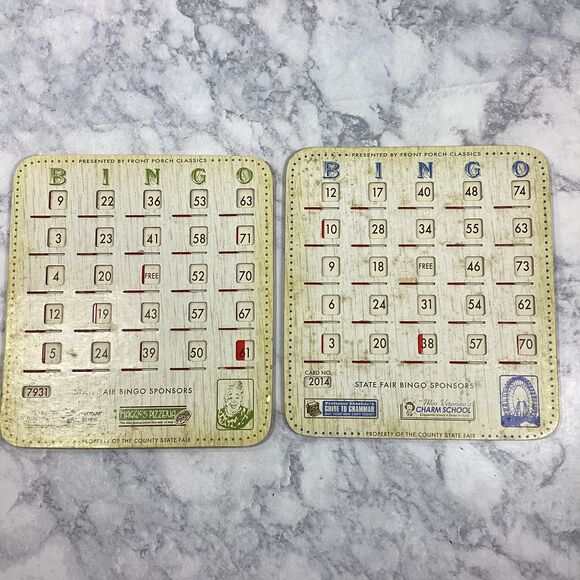 PRESENTED BY FRONT PORCH CLASSICS
B I N G O
9 22 36 53 63
3 23 41 58 71
4 20 FREE 52 70
12 19 43 57 67
5 24 39 50 61
7931
STATE FAIR BINGO SPONSORS
MAGGIO'S PIZZERIA
PROPERTY OF THE COUNTY STATE FAIR
PRESENTED BY FRONT PORCH CLASSICS
B I N G O
12 17 40 48 74
10 28 34 55 63
9 18 FREE 46 73
6 24 31 54 62
3 20 38 57 70
CARD NO.
2014
STATE FAIR BINGO SPONSORS
GUIDE TO GRAMMAR
Miss Veronica's
CHARM SCHOOL
PROPERTY OF THE COUNTY STATE FAIR